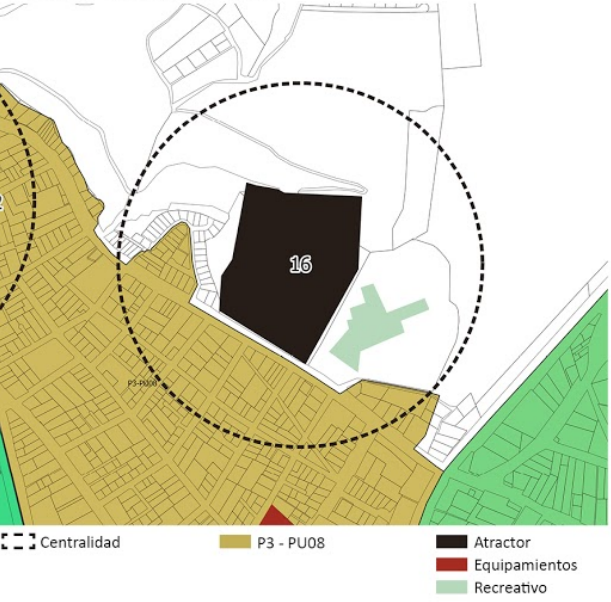 16
P3-PU08
Centralidad
P3 - PU08
Atractor
Equipamientos
Recreativo